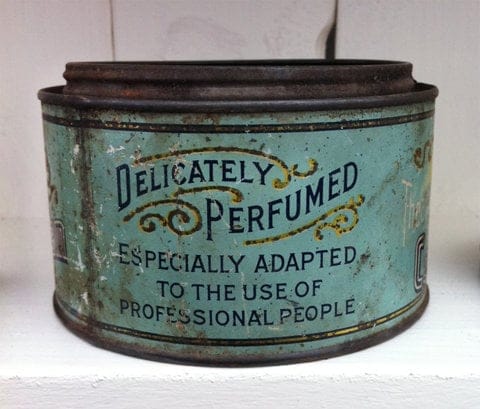 DELICATELY
PERFUMED
ESPECIALLY ADAPTED
TO THE USE OF
PROFESSIONAL PEOPLE